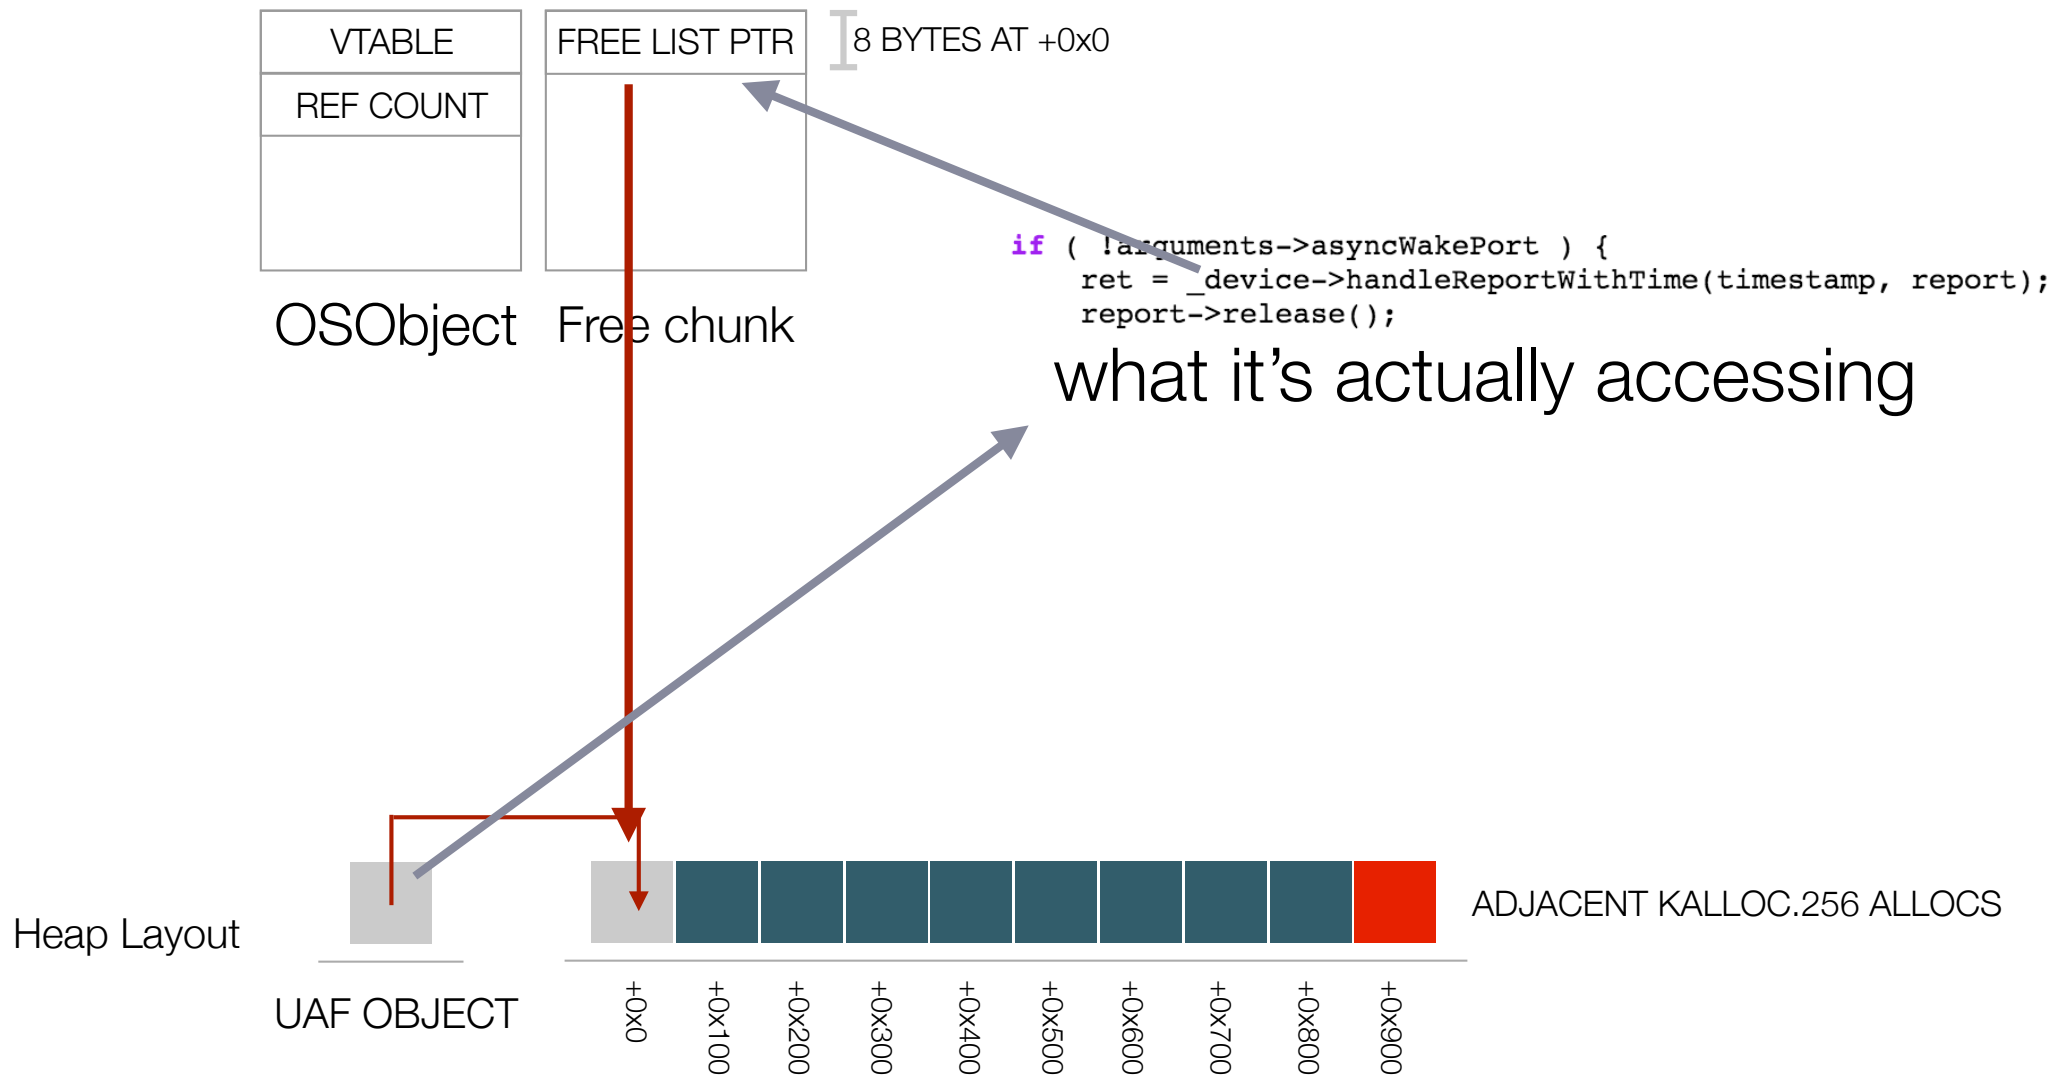 VTABLE
REF COUNT
OSObject
FREE LIST PTR
Free chunk
8 BYTES AT +0x0
if ( !arguments->asyncWakePort ) {
ret = _device->handleReportWithTime(timestamp, report);
report->release();
what it’s actually accessing
Heap Layout
UAF OBJECT
ADJACENT KALLOC.256 ALLOCS
+0x0
+0x100
+0x200
+0x300
+0x400
+0x500
+0x600
+0x700
+0x800
+0x900